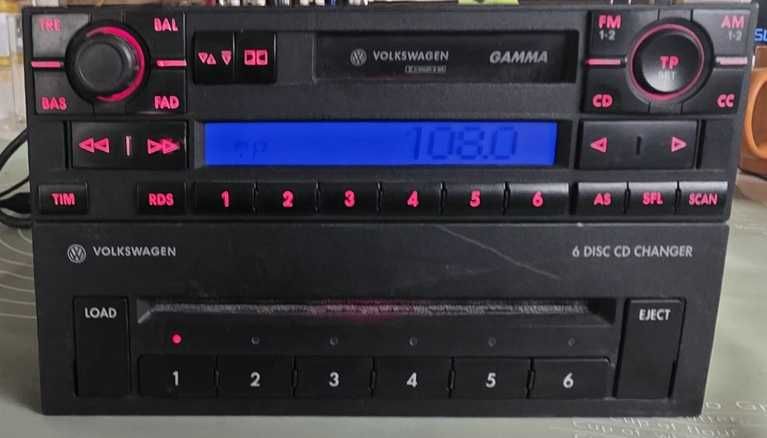 TRE BAL
VOLKSWAGEN GAMMA
FM AM
1·2 1·2
TP
BAS FAD
CD CC
TP 108.0
TIM RDS 1 2 3 4 5 6 AS SFL SCAN
VOLKSWAGEN 6 DISC CD CHANGER
LOAD EJECT
1 2 3 4 5 6